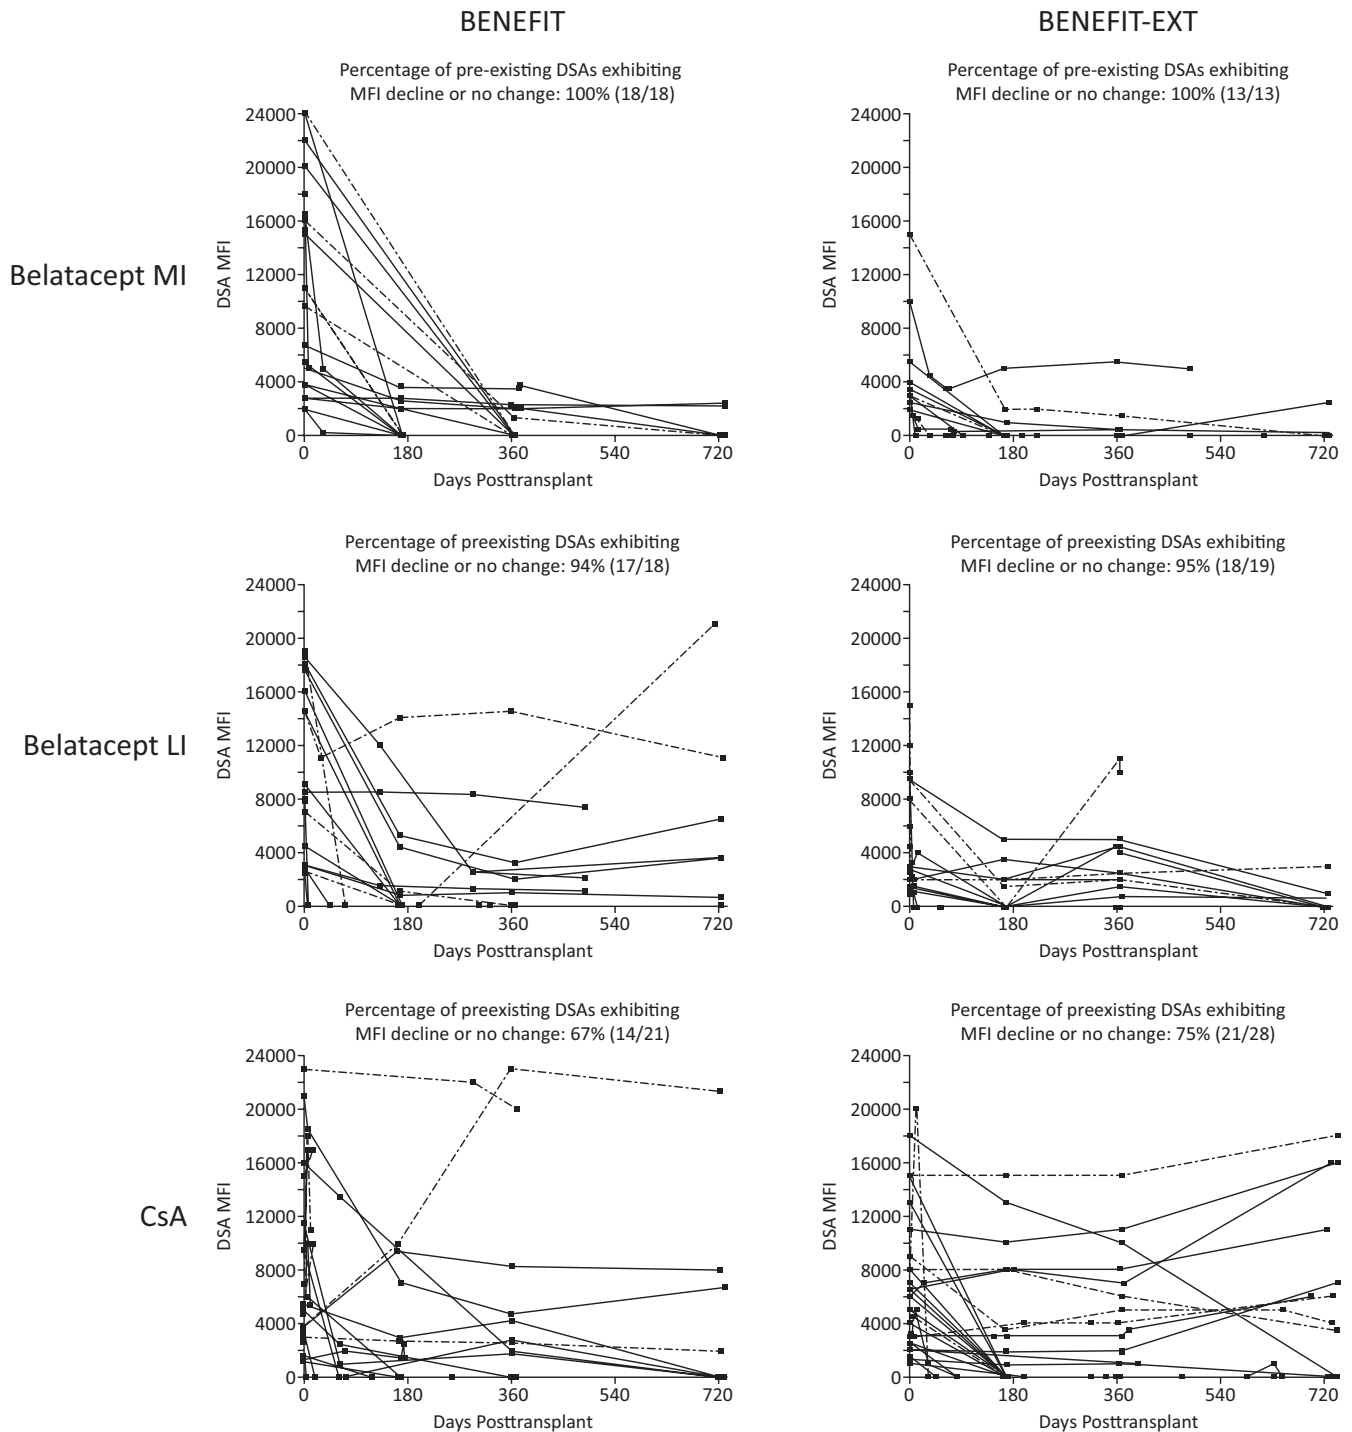 BENEFIT
BENEFIT-EXT
Belatacept MI
Percentage of pre-existing DSAs exhibiting
MFI decline or no change: 100% (18/18)
24000
20000
16000
12000
8000
4000
0
DSA MFI
0 180 360 540 720
Days Posttransplant
Percentage of pre-existing DSAs exhibiting
MFI decline or no change: 100% (13/13)
24000
20000
16000
12000
8000
4000
0
DSA MFI
0 180 360 540 720
Days Posttransplant
Belatacept LI
Percentage of preexisting DSAs exhibiting
MFI decline or no change: 94% (17/18)
24000
20000
16000
12000
8000
4000
0
DSA MFI
0 180 360 540 720
Days Posttransplant
Percentage of preexisting DSAs exhibiting
MFI decline or no change: 95% (18/19)
24000
20000
16000
12000
8000
4000
0
DSA MFI
0 180 360 540 720
Days Posttransplant
CsA
Percentage of preexisting DSAs exhibiting
MFI decline or no change: 67% (14/21)
24000
20000
16000
12000
8000
4000
0
DSA MFI
0 180 360 540 720
Days Posttransplant
Percentage of preexisting DSAs exhibiting
MFI decline or no change: 75% (21/28)
24000
20000
16000
12000
8000
4000
0
DSA MFI
0 180 360 540 720
Days Posttransplant